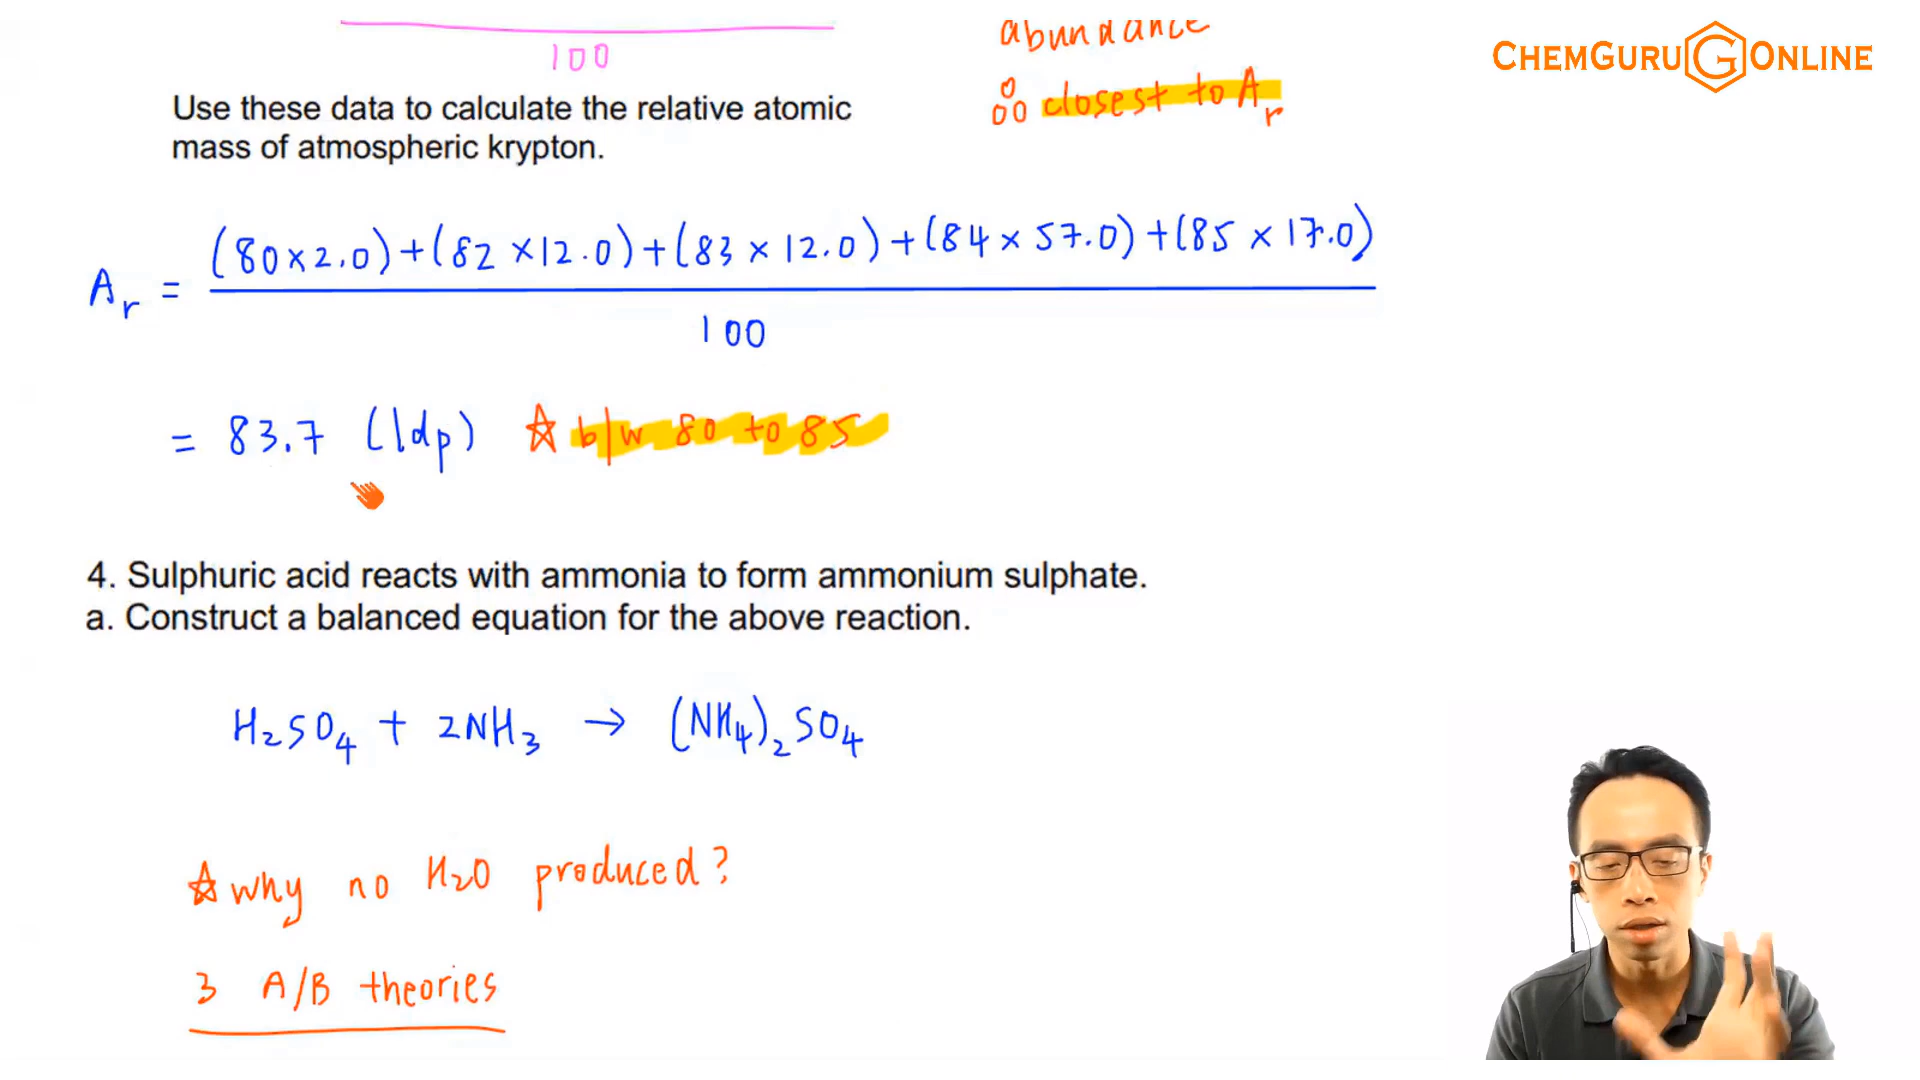 100
abundance
∴ closest to Ar
CHEMGURU G ONLINE
Use these data to calculate the relative atomic
mass of atmospheric krypton.
Ar = (80 × 2.0) + (82 × 12.0) + (83 × 12.0) + (84 × 57.0) + (85 × 17.0)
100
= 83.7 (1dp) ☆ b/w 80 to 85
4. Sulphuric acid reacts with ammonia to form ammonium sulphate.
a. Construct a balanced equation for the above reaction.
H₂SO₄ + 2NH₃ → (NH₄)₂SO₄
☆ why no H₂O produced?
3 A/B theories